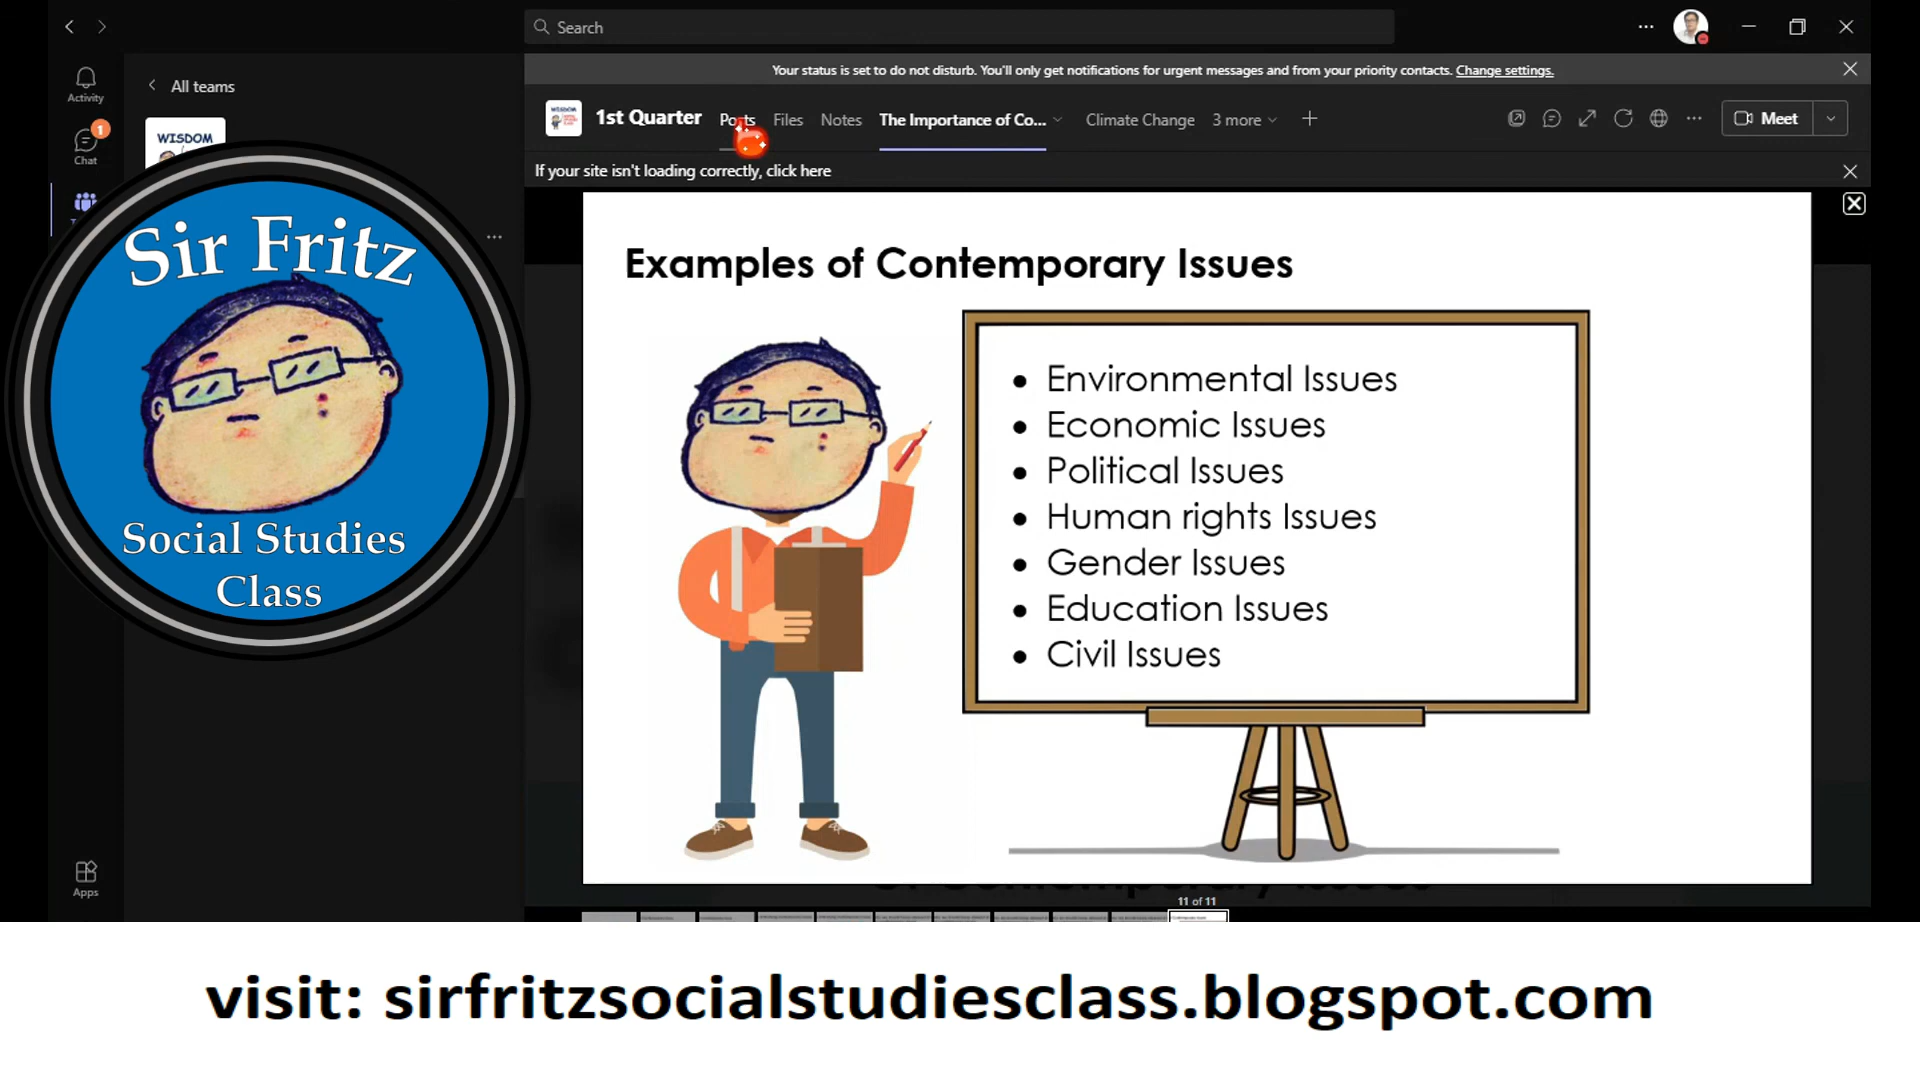 Search
Activity
All teams
Your status is set to do not disturb. You'll only get notifications for urgent messages and from your priority contacts. Change settings.
1
Chat
WISDOM
WISDOM
1st Quarter
Posts
Files
Notes
The Importance of Co...
Climate Change
3 more
Meet
If your site isn't loading correctly, click here
Sir Fritz
Social Studies
Class
Examples of Contemporary Issues
• Environmental Issues
• Economic Issues
• Political Issues
• Human rights Issues
• Gender Issues
• Education Issues
• Civil Issues
Apps
11 of 11
visit: sirfritzsocialstudiesclass.blogspot.com